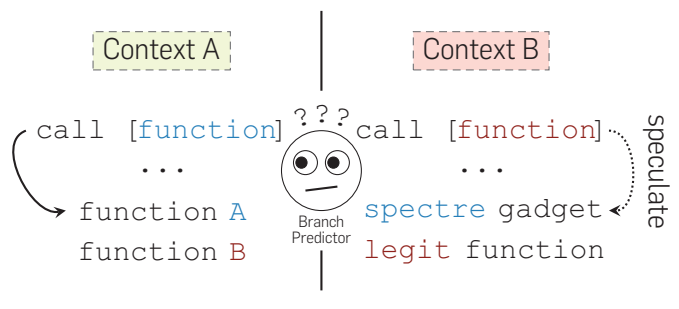 Context A
call [function]
...
function A
function B
???
Branch
Predictor
Context B
call [function]
...
spectre gadget
legit function
speculate